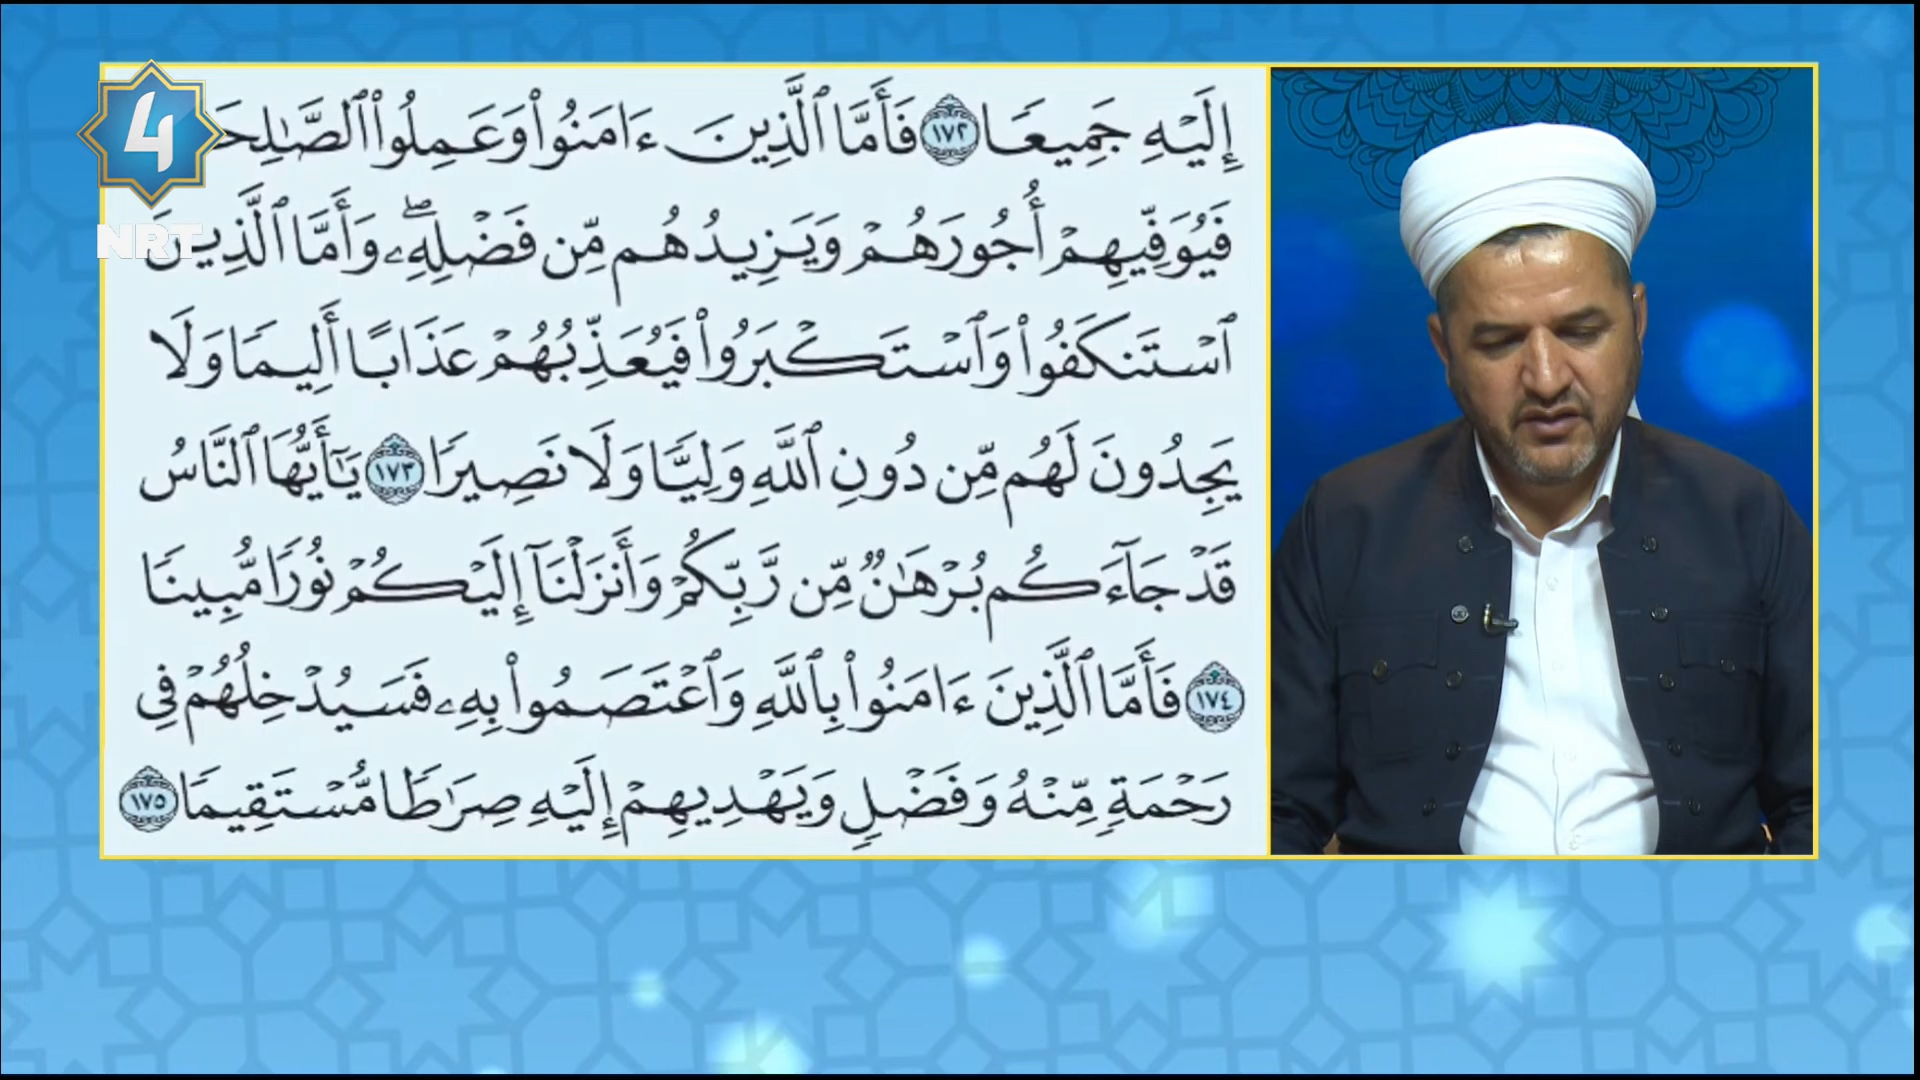 إِلَيْهِ جَمِيعًا ١٧٢ فَأَمَّا ٱلَّذِينَ ءَامَنُوا۟ وَعَمِلُوا۟ ٱلصَّٰلِحَ
فَيُوَفِّيهِمْ أُجُورَهُمْ وَيَزِيدُهُم مِّن فَضْلِهِۦۖ وَأَمَّا ٱلَّذِينَ
ٱسْتَنكَفُوا۟ وَٱسْتَكْبَرُوا۟ فَيُعَذِّبُهُمْ عَذَابًا أَلِيمًا وَلَا
يَجِدُونَ لَهُم مِّن دُونِ ٱللَّهِ وَلِيًّا وَلَا نَصِيرًا ١٧٣ يَٰٓأَيُّهَا ٱلنَّاسُ
قَدْ جَآءَكُم بُرْهَٰنٌ مِّن رَّبِّكُمْ وَأَنزَلْنَآ إِلَيْكُمْ نُورًا مُّبِينًا
١٧٤ فَأَمَّا ٱلَّذِينَ ءَامَنُوا۟ بِٱللَّهِ وَٱعْتَصَمُوا۟ بِهِۦ فَسَيُدْخِلُهُمْ فِى
رَحْمَةٍ مِّنْهُ وَفَضْلٍ وَيَهْدِيهِمْ إِلَيْهِ صِرَٰطًا مُّسْتَقِيمًا ١٧٥
4
NRT